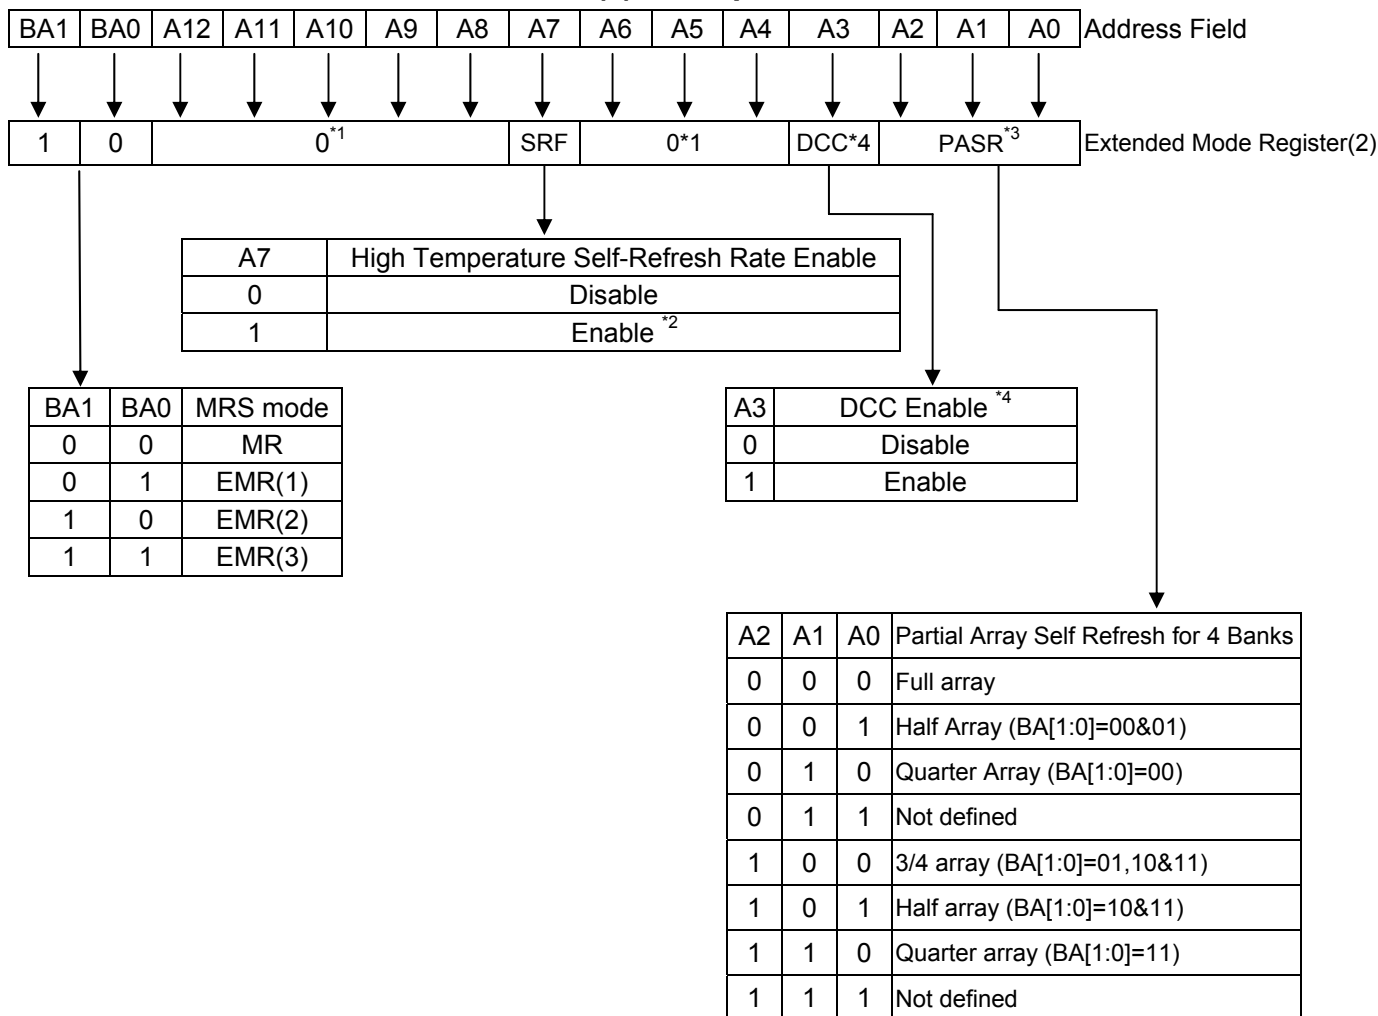 BA1 BA0 A12 A11 A10 A9 A8 A7 A6 A5 A4 A3 A2 A1 A0 Address Field
1 0 0*1 SRF 0*1 DCC*4 PASR*3 Extended Mode Register(2)
A7 High Temperature Self-Refresh Rate Enable
0 Disable
1 Enable *2
BA1 BA0 MRS mode
0 0 MR
0 1 EMR(1)
1 0 EMR(2)
1 1 EMR(3)
A3 DCC Enable *4
0 Disable
1 Enable
A2 A1 A0 Partial Array Self Refresh for 4 Banks
0 0 0 Full array
0 0 1 Half Array (BA[1:0]=00&01)
0 1 0 Quarter Array (BA[1:0]=00)
0 1 1 Not defined
1 0 0 3/4 array (BA[1:0]=01,10&11)
1 0 1 Half array (BA[1:0]=10&11)
1 1 0 Quarter array (BA[1:0]=11)
1 1 1 Not defined